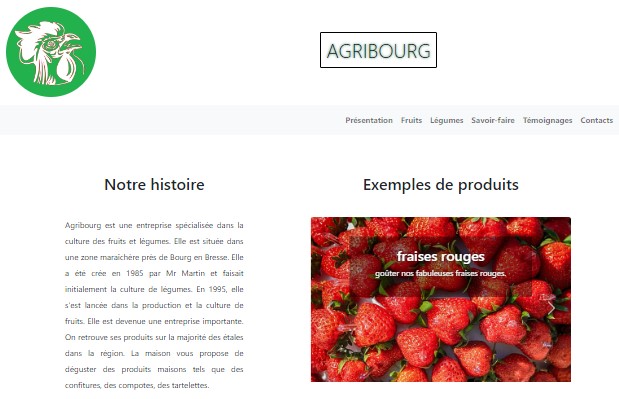 AGRIBOURG
Présentation Fruits Légumes Savoir-faire Témoignages Contacts
Notre histoire
Agribourg est une entreprise spécialisée dans la
culture des fruits et légumes. Elle est située dans
une zone maraîchère près de Bourg en Bresse. Elle
a été crée en 1985 par Mr Martin et faisait
initialement la culture de légumes. En 1995, elle
s'est lancée dans la production et la culture de
fruits. Elle est devenue une entreprise importante.
On retrouve ses produits sur la majorité des étales
dans la région. La maison vous propose de
déguster des produits maisons tels que des
confitures, des compotes, des tartelettes.
Exemples de produits
fraises rouges
goûter nos fabuleuses fraises rouges.